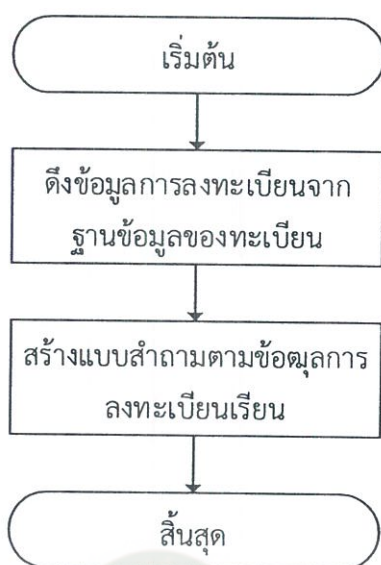 เริ่มต้น
ดึงข้อมูลการลงทะเบียนจาก
ฐานข้อมูลของทะเบียน
สร้างแบบสำถามตามข้อฒุลการ
ลงทะเบียนเรียน
สิ้นสุด